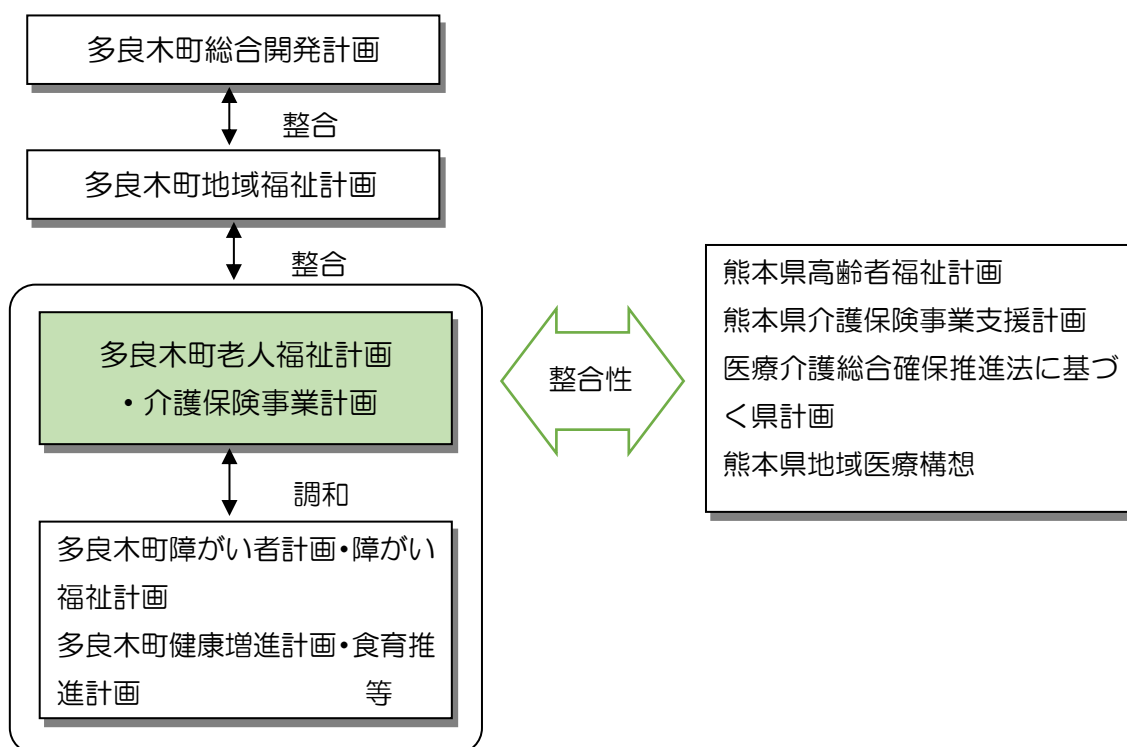 多良木町総合開発計画
整合
多良木町地域福祉計画
整合
多良木町老人福祉計画
・介護保険事業計画
調和
多良木町障がい者計画・障がい
福祉計画
多良木町健康増進計画・食育推
進計画　　　　　　　　等
整合性
熊本県高齢者福祉計画
熊本県介護保険事業支援計画
医療介護総合確保推進法に基づ
く県計画
熊本県地域医療構想